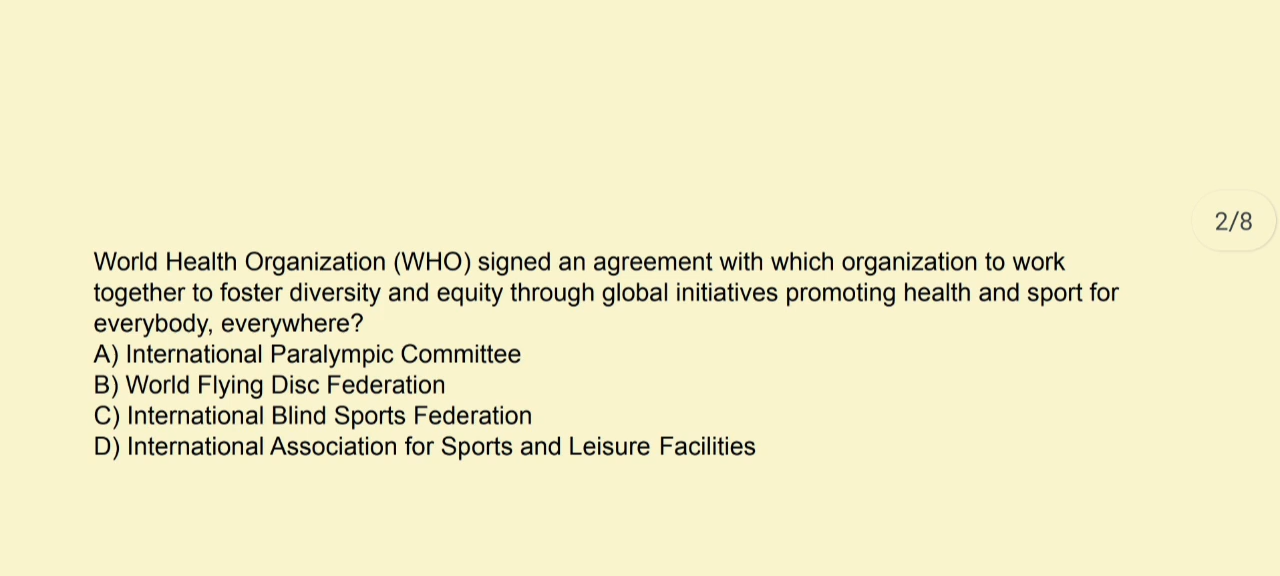 2/8
World Health Organization (WHO) signed an agreement with which organization to work
together to foster diversity and equity through global initiatives promoting health and sport for
everybody, everywhere?
A) International Paralympic Committee
B) World Flying Disc Federation
C) International Blind Sports Federation
D) International Association for Sports and Leisure Facilities